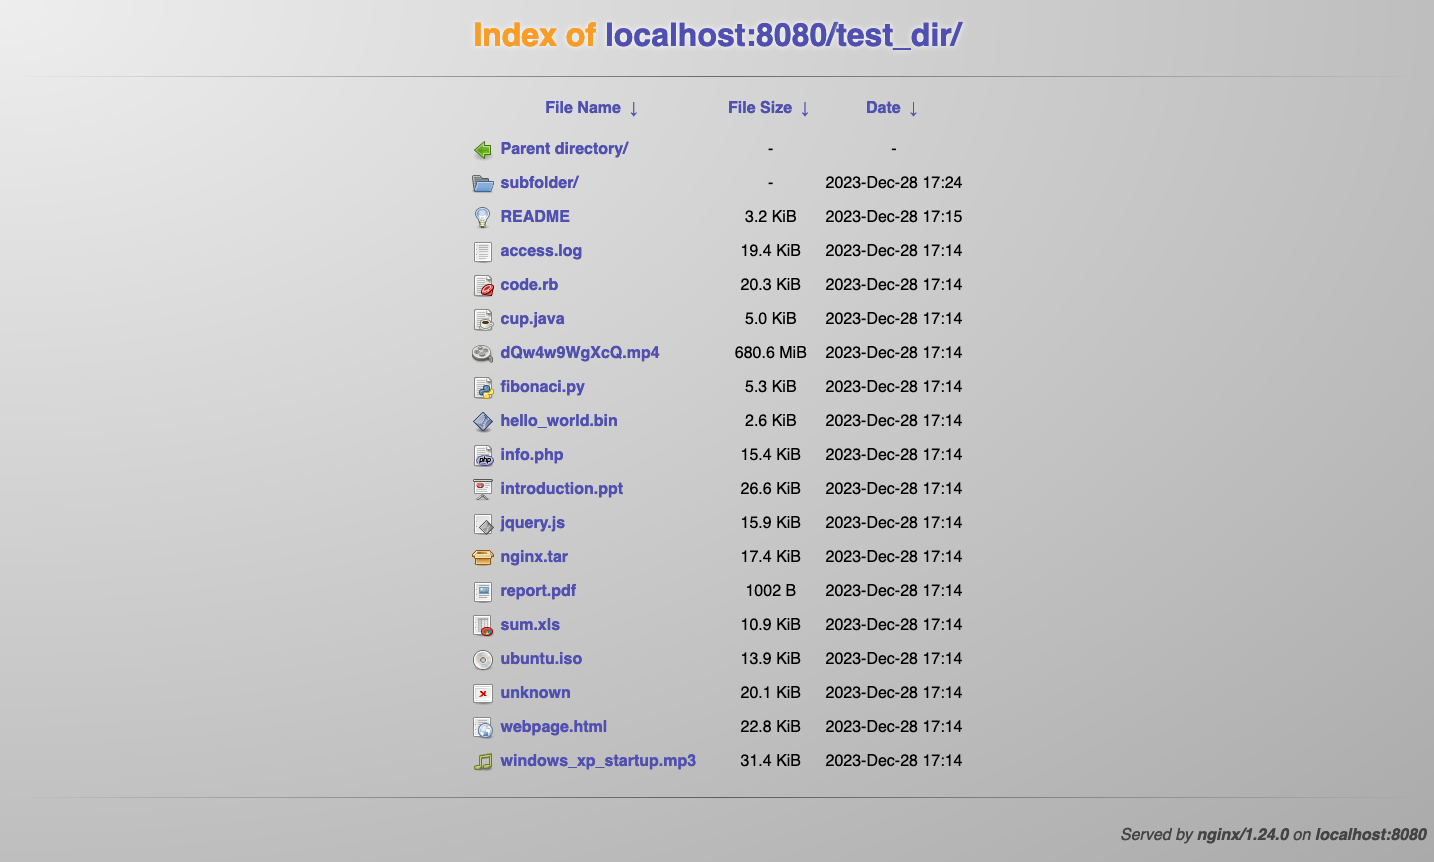 Index of localhost:8080/test_dir/
File Name ↓ File Size ↓ Date ↓
Parent directory/ - -
subfolder/ - 2023-Dec-28 17:24
README 3.2 KiB 2023-Dec-28 17:15
access.log 19.4 KiB 2023-Dec-28 17:14
code.rb 20.3 KiB 2023-Dec-28 17:14
cup.java 5.0 KiB 2023-Dec-28 17:14
dQw4w9WgXcQ.mp4 680.6 MiB 2023-Dec-28 17:14
fibonaci.py 5.3 KiB 2023-Dec-28 17:14
hello_world.bin 2.6 KiB 2023-Dec-28 17:14
info.php 15.4 KiB 2023-Dec-28 17:14
introduction.ppt 26.6 KiB 2023-Dec-28 17:14
jquery.js 15.9 KiB 2023-Dec-28 17:14
nginx.tar 17.4 KiB 2023-Dec-28 17:14
report.pdf 1002 B 2023-Dec-28 17:14
sum.xls 10.9 KiB 2023-Dec-28 17:14
ubuntu.iso 13.9 KiB 2023-Dec-28 17:14
unknown 20.1 KiB 2023-Dec-28 17:14
webpage.html 22.8 KiB 2023-Dec-28 17:14
windows_xp_startup.mp3 31.4 KiB 2023-Dec-28 17:14
Served by nginx/1.24.0 on localhost:8080